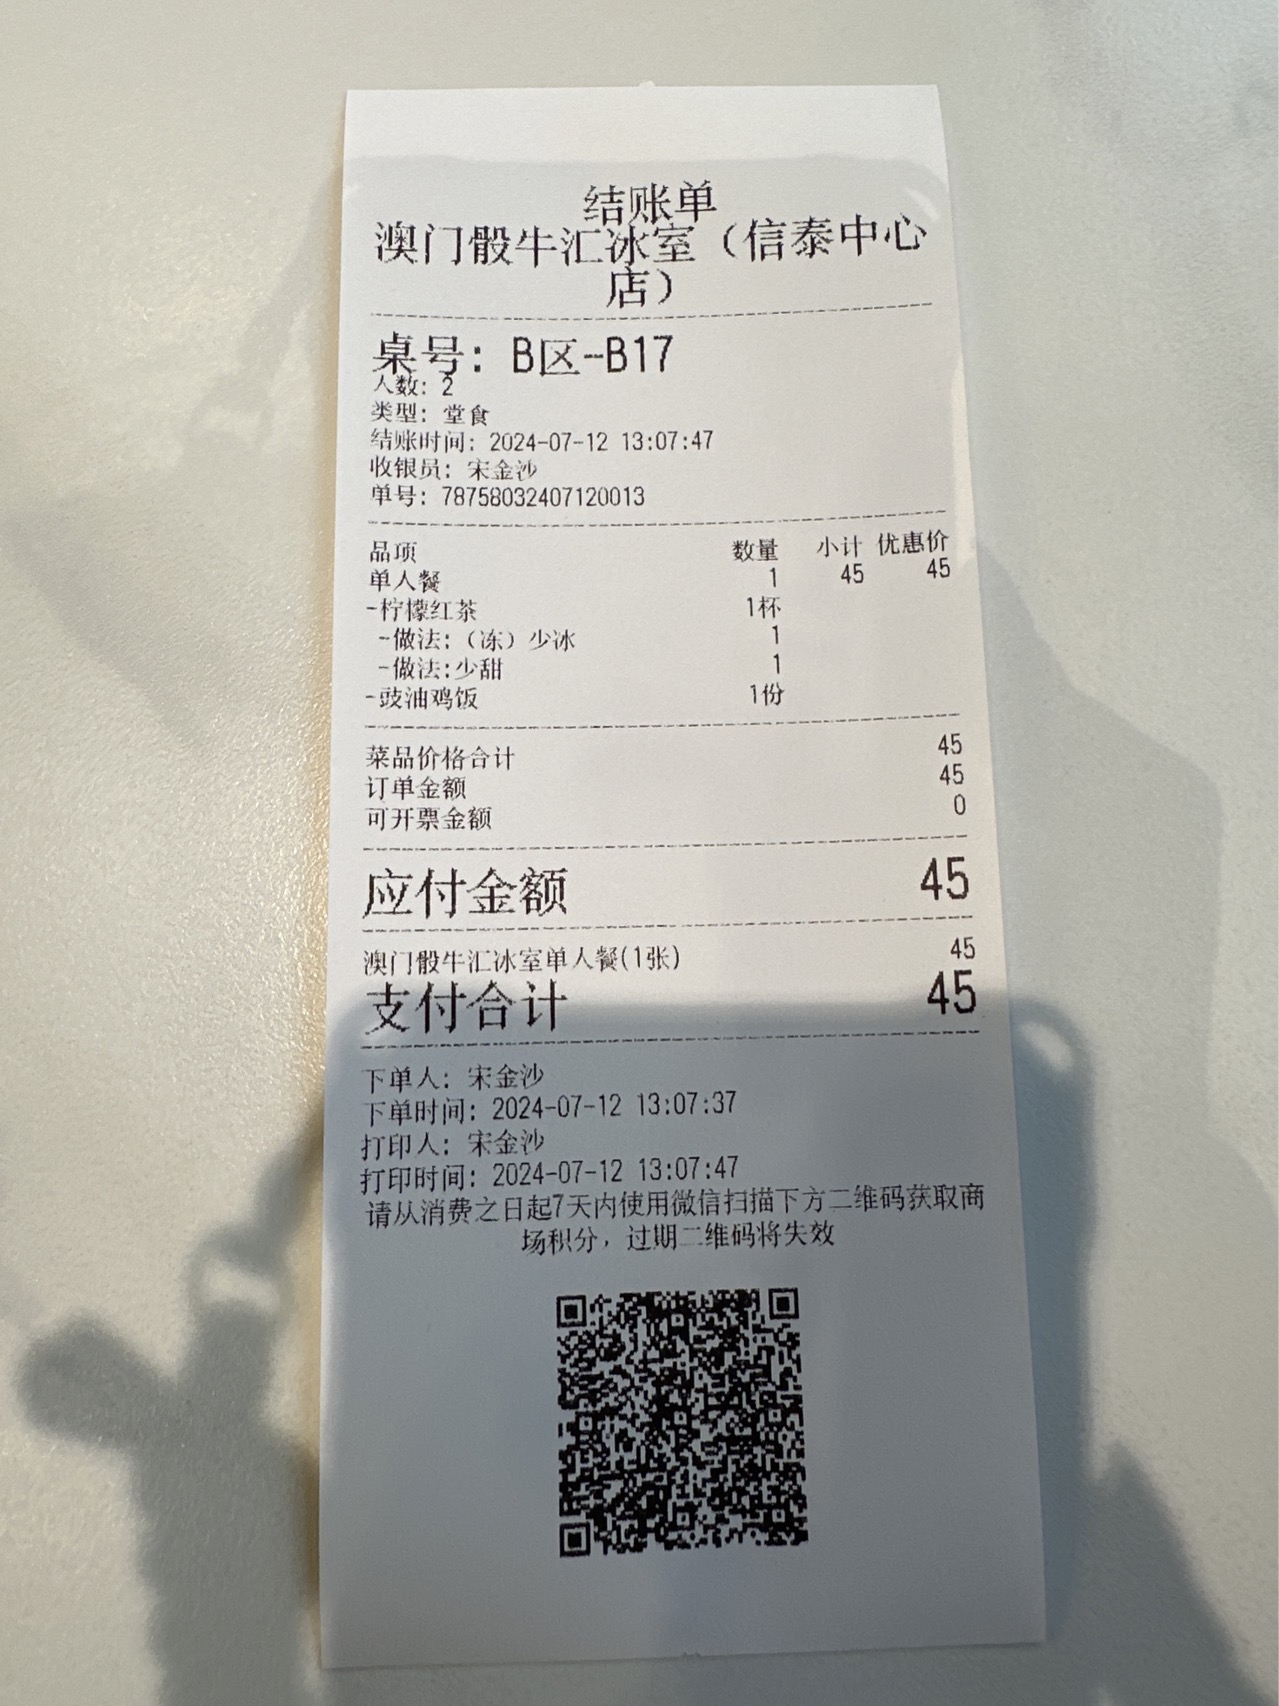 结账单
澳门骰牛汇冰室（信泰中心
店）
桌号：B区-B17
人数：2
类型：堂食
结账时间：2024-07-12 13:07:47
收银员：宋金沙
单号：78758032407120013
品项 数量 小计 优惠价
单人餐 1 45 45
-柠檬红茶 1杯
-做法:（冻）少冰 1
-做法:少甜 1
-豉油鸡饭 1份
菜品价格合计 45
订单金额 45
可开票金额 0
应付金额 45
澳门骰牛汇冰室单人餐(1张) 45
支付合计 45
下单人：宋金沙
下单时间：2024-07-12 13:07:37
打印人：宋金沙
打印时间：2024-07-12 13:07:47
请从消费之日起7天内使用微信扫描下方二维码获取商
场积分，过期二维码将失效